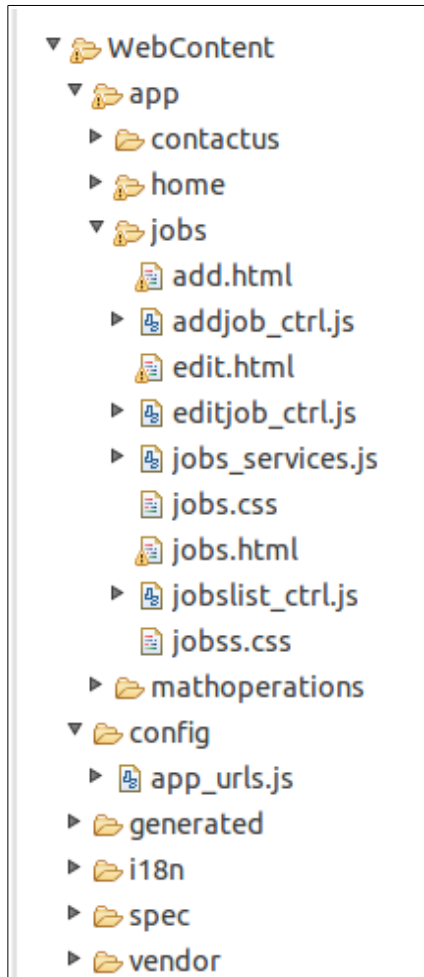 WebContent
app
contactus
home
jobs
add.html
addjob_ctrl.js
edit.html
editjob_ctrl.js
jobs_services.js
jobs.css
jobs.html
jobslist_ctrl.js
jobss.css
mathoperations
config
app_urls.js
generated
i18n
spec
vendor